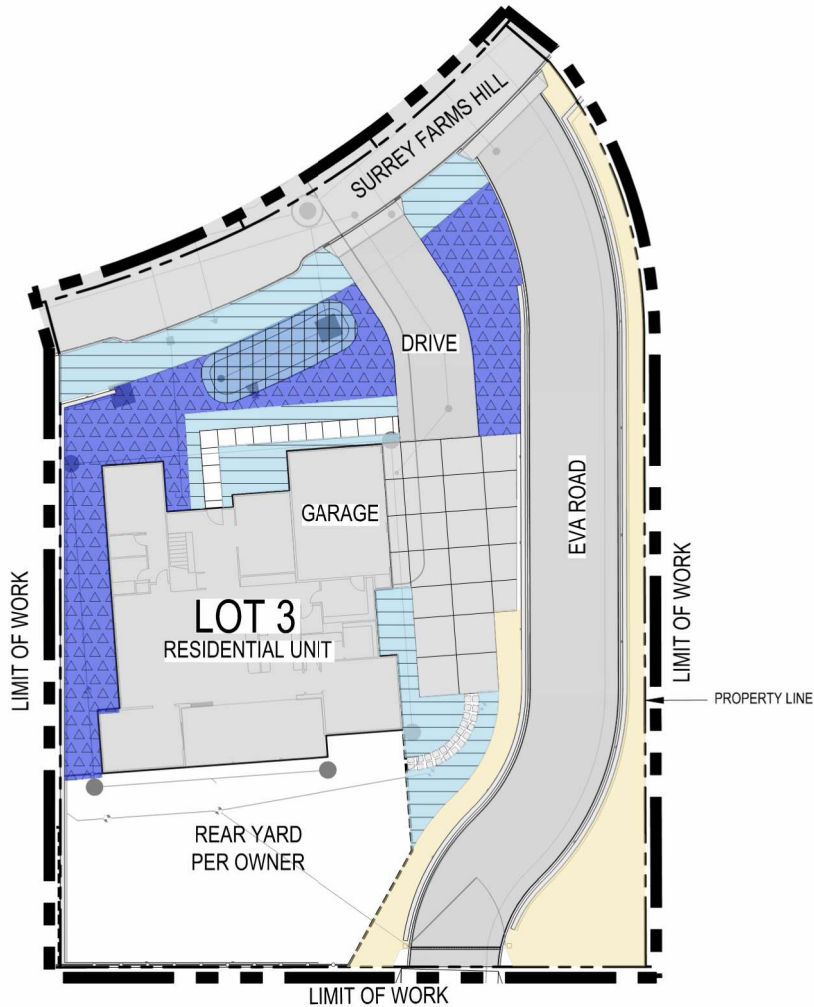 SURREY FARMS HILL
DRIVE
EVA ROAD
GARAGE
LOT 3
RESIDENTIAL UNIT
LIMIT OF WORK
LIMIT OF WORK
PROPERTY LINE
REAR YARD
PER OWNER
LIMIT OF WORK